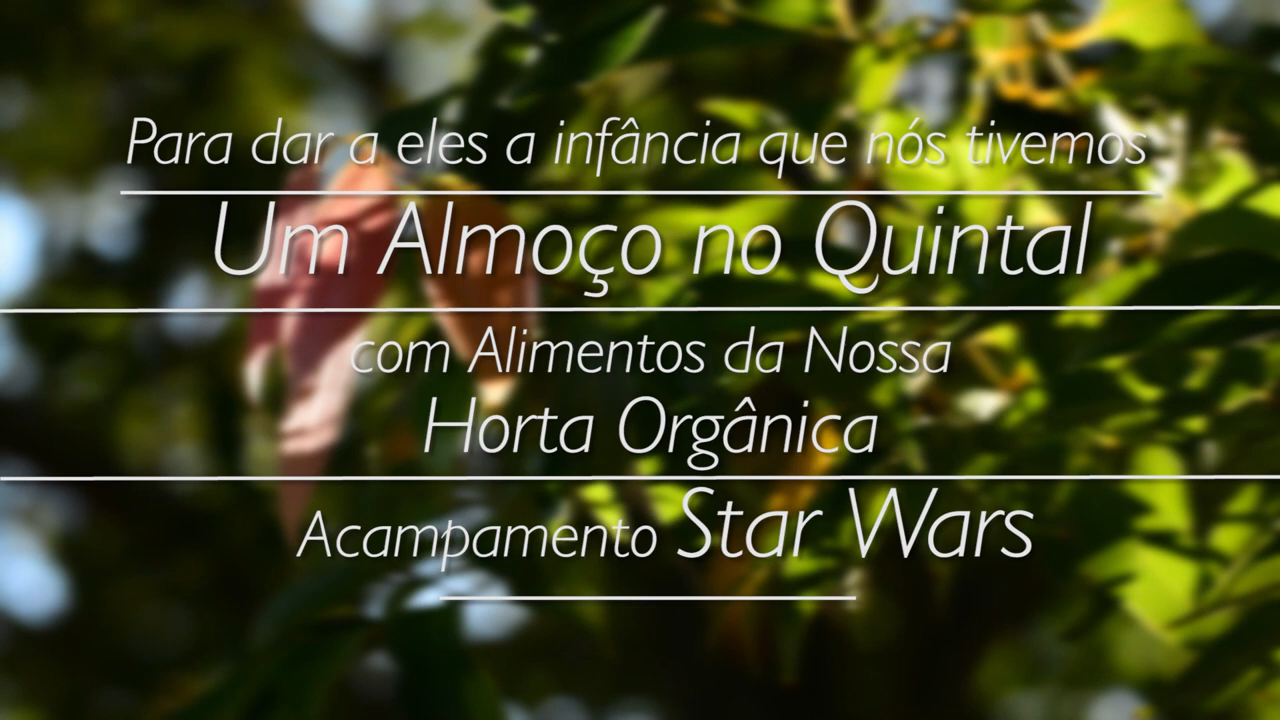 Para dar a eles a infância que nós tivemos
Um Almoço no Quintal
com Alimentos da Nossa
Horta Orgânica
Acampamento Star Wars